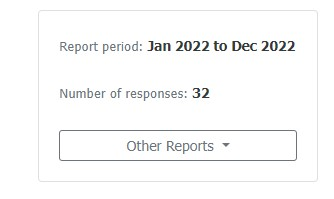 Report period: Jan 2022 to Dec 2022
Number of responses: 32
Other Reports